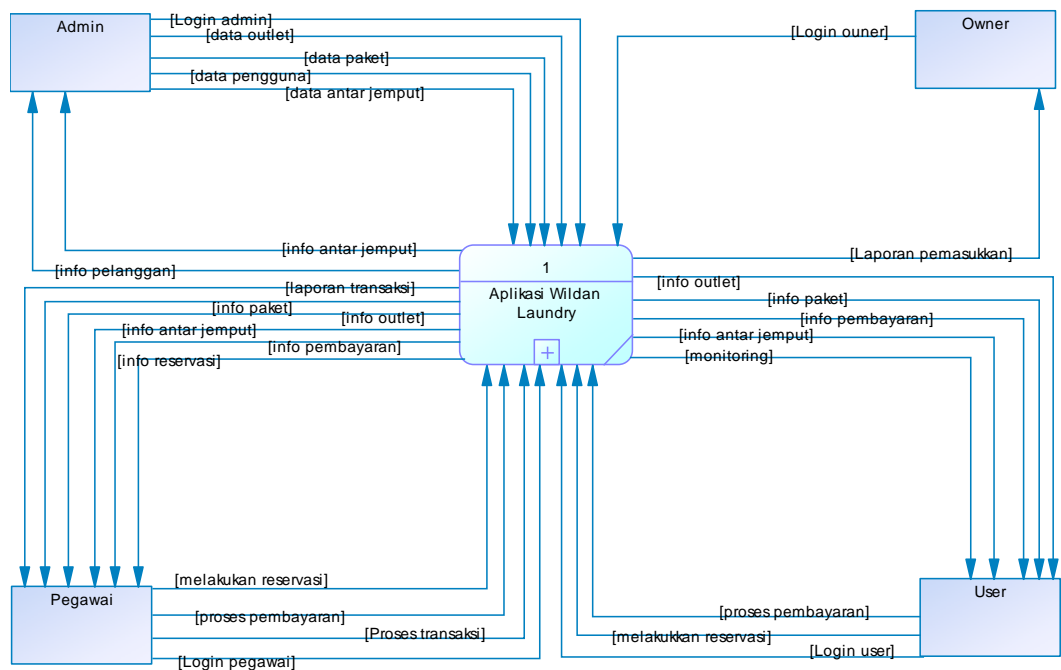 Admin
[Login admin]
[data outlet]
[data paket]
[data pengguna]
[data antar jemput]
[Login ouner]
Owner
[info antar jemput]
[info pelanggan]
[laporan transaksi]
[info paket]
[Info outlet]
[info antar jemput]
[info pembayaran]
[info reservasi]
1
Aplikasi Wildan
Laundry
[Laporan pemasukkan]
[info outlet]
[info paket]
[info pembayaran]
[info antar jemput]
[monitoring]
Pegawai
[melakukan reservasi]
[proses pembayaran]
[Proses transaksi]
[Login pegawai]
User
[proses pembayaran]
[melakukkan reservasi]
[Login user]